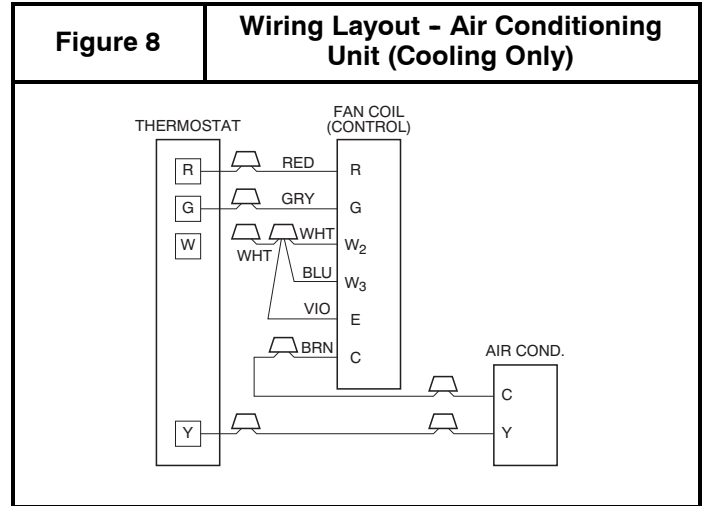 Figure 8
Wiring Layout – Air Conditioning
Unit (Cooling Only)
THERMOSTAT
FAN COIL
(CONTROL)
R
RED
R
G
GRY
G
W
WHT
WHT
W2
BLU
W3
VIO
E
BRN
C
AIR COND.
C
Y
Y